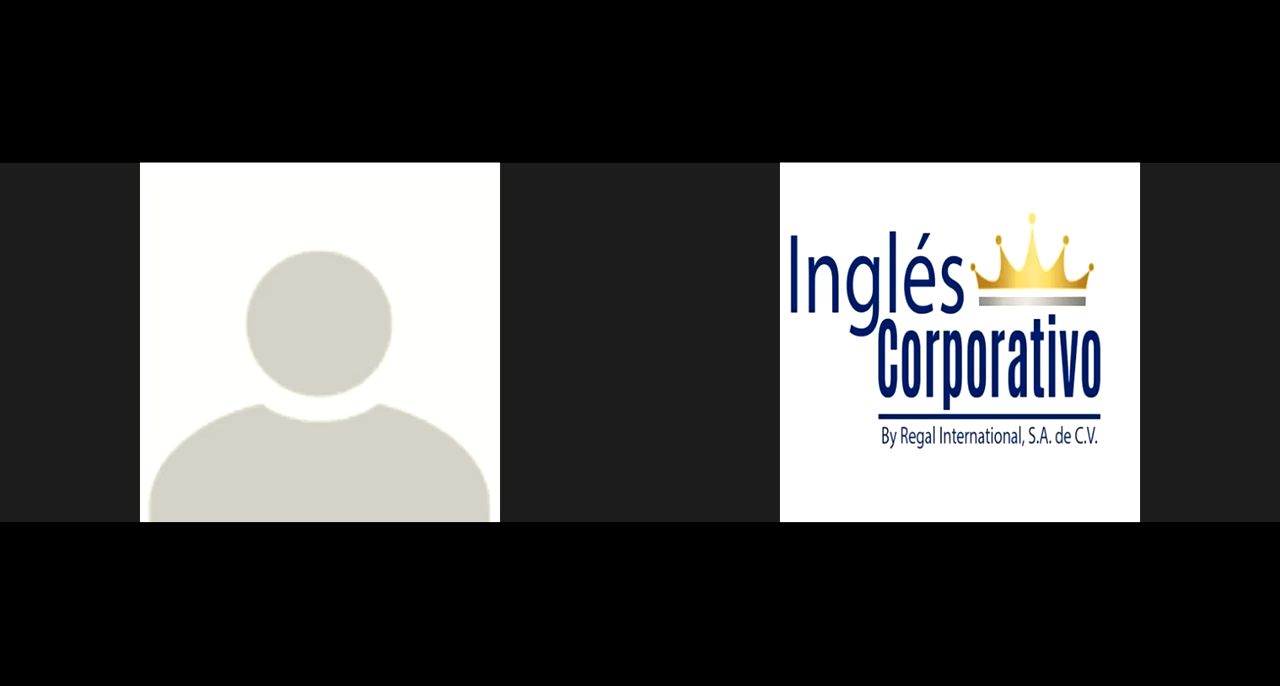 Inglés
Corporativo
By Regal International, S.A. de C.V.